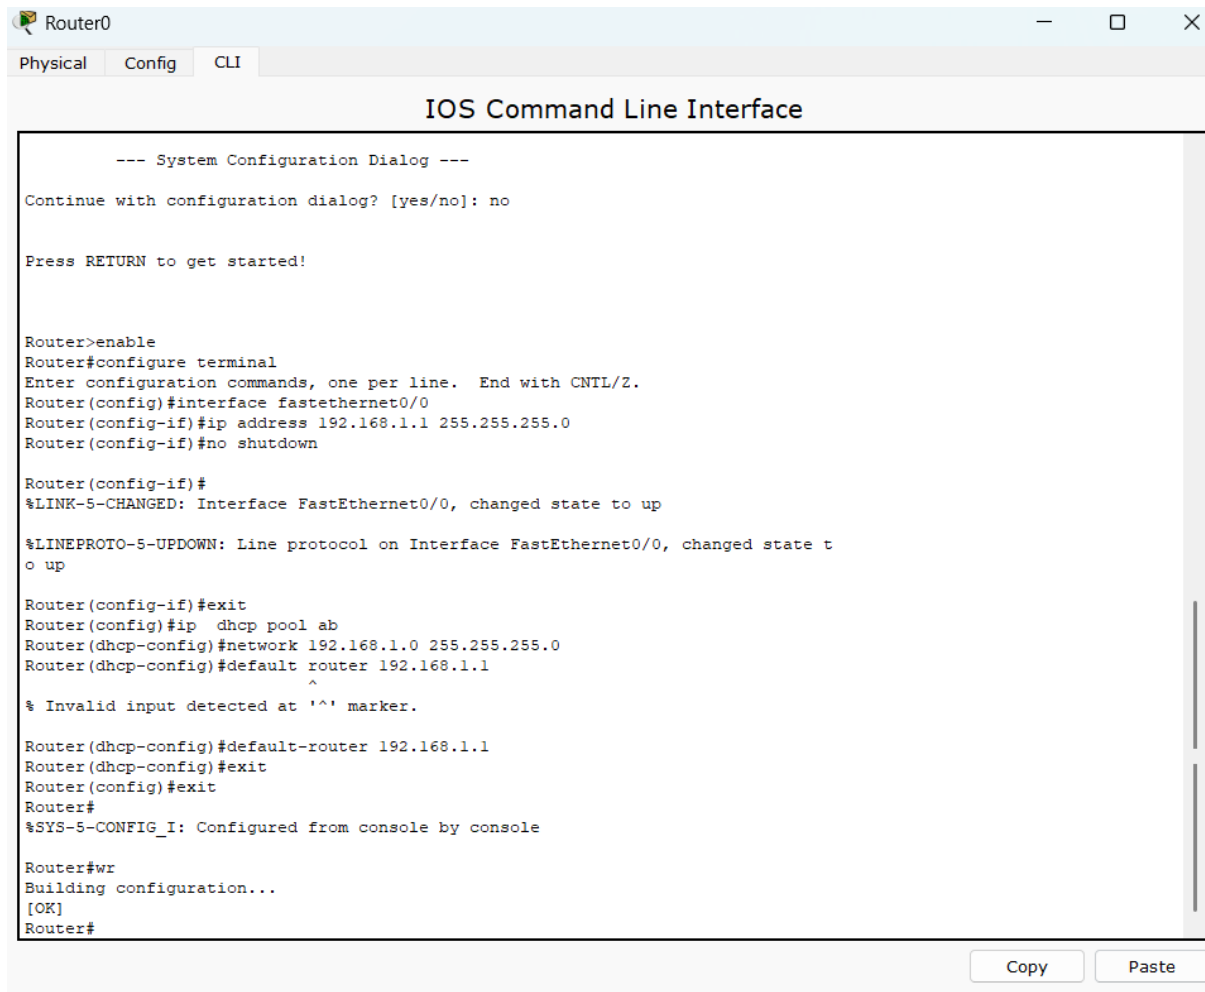 Router0
Physical Config CLI
IOS Command Line Interface
--- System Configuration Dialog ---
Continue with configuration dialog? [yes/no]: no
Press RETURN to get started!
Router>enable
Router#configure terminal
Enter configuration commands, one per line.  End with CNTL/Z.
Router(config)#interface fastethernet0/0
Router(config-if)#ip address 192.168.1.1 255.255.255.0
Router(config-if)#no shutdown
Router(config-if)#
%LINK-5-CHANGED: Interface FastEthernet0/0, changed state to up
%LINEPROTO-5-UPDOWN: Line protocol on Interface FastEthernet0/0, changed state t
o up
Router(config-if)#exit
Router(config)#ip  dhcp pool ab
Router(dhcp-config)#network 192.168.1.0 255.255.255.0
Router(dhcp-config)#default router 192.168.1.1
^
% Invalid input detected at '^' marker.
Router(dhcp-config)#default-router 192.168.1.1
Router(dhcp-config)#exit
Router(config)#exit
Router#
%SYS-5-CONFIG_I: Configured from console by console
Router#wr
Building configuration...
[OK]
Router#
Copy Paste